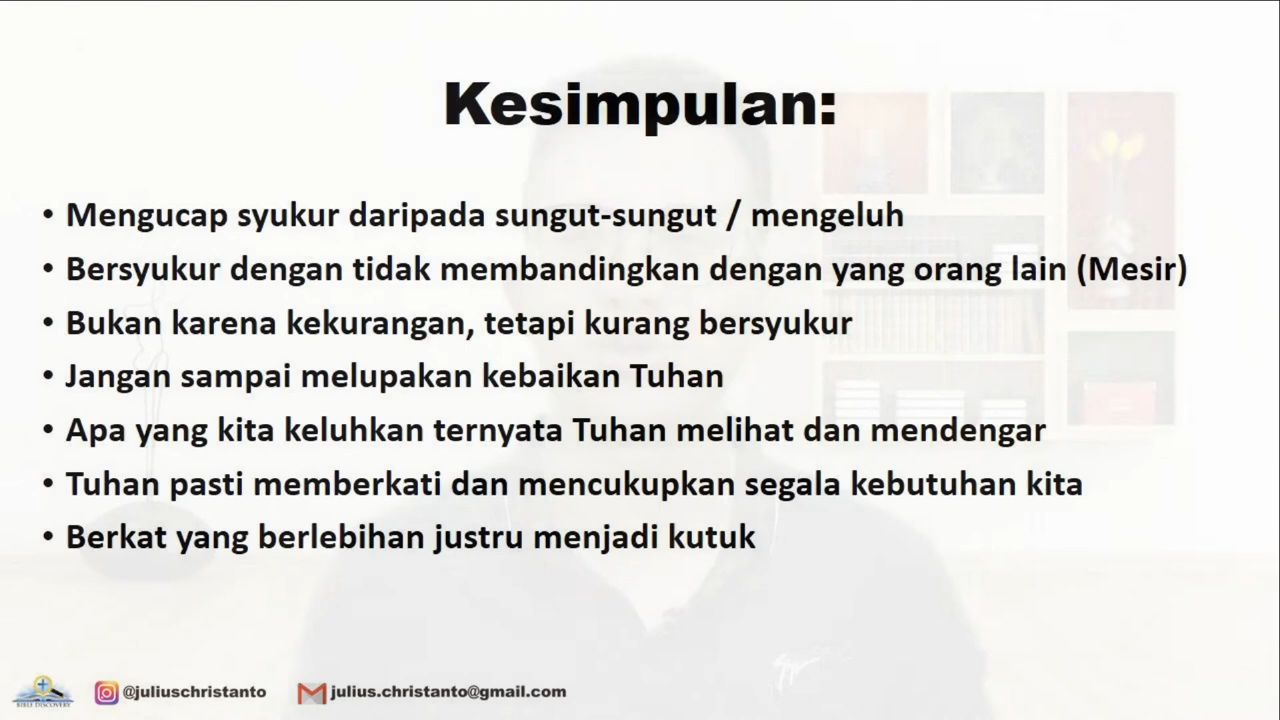 Kesimpulan:
• Mengucap syukur daripada sungut-sungut / mengeluh
• Bersyukur dengan tidak membandingkan dengan yang orang lain (Mesir)
• Bukan karena kekurangan, tetapi kurang bersyukur
• Jangan sampai melupakan kebaikan Tuhan
• Apa yang kita keluhkan ternyata Tuhan melihat dan mendengar
• Tuhan pasti memberkati dan mencukupkan segala kebutuhan kita
• Berkat yang berlebihan justru menjadi kutuk
BIBLE DISCOVERY
@juliuschristanto
julius.christanto@gmail.com